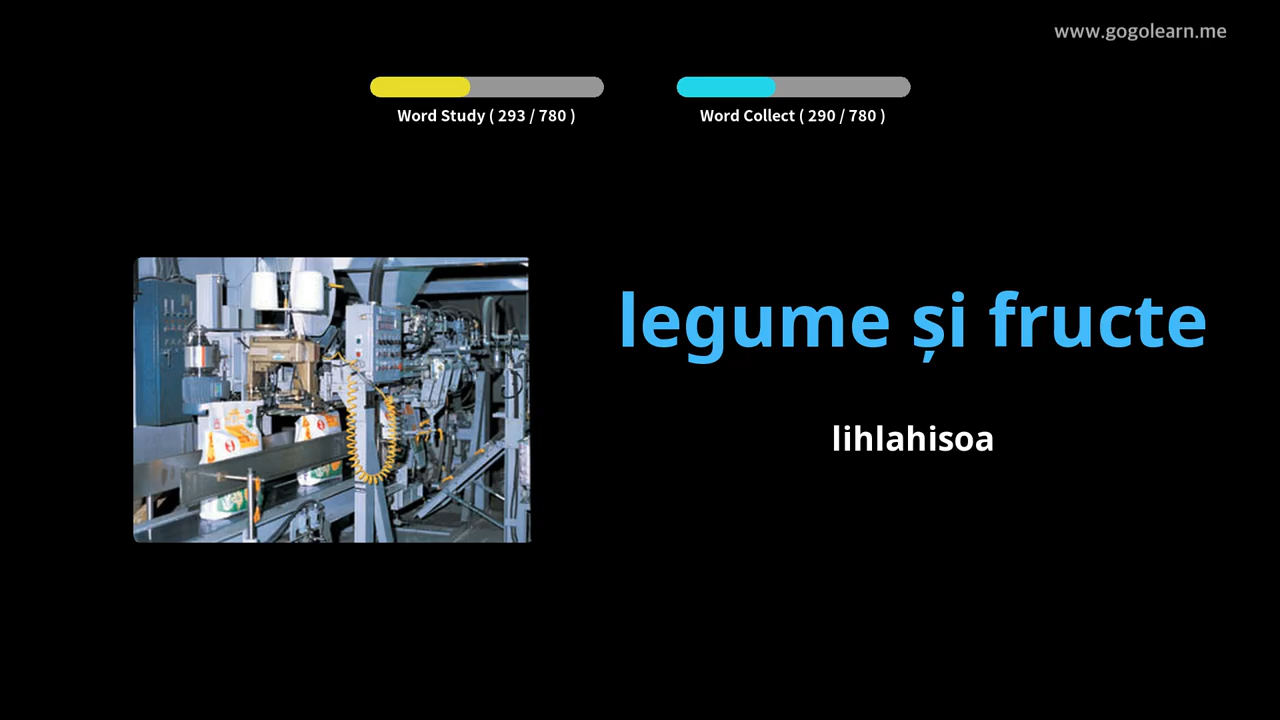 www.gogolearn.me
Word Study ( 293 / 780 )
Word Collect ( 290 / 780 )
legume și fructe
lihlahisoa